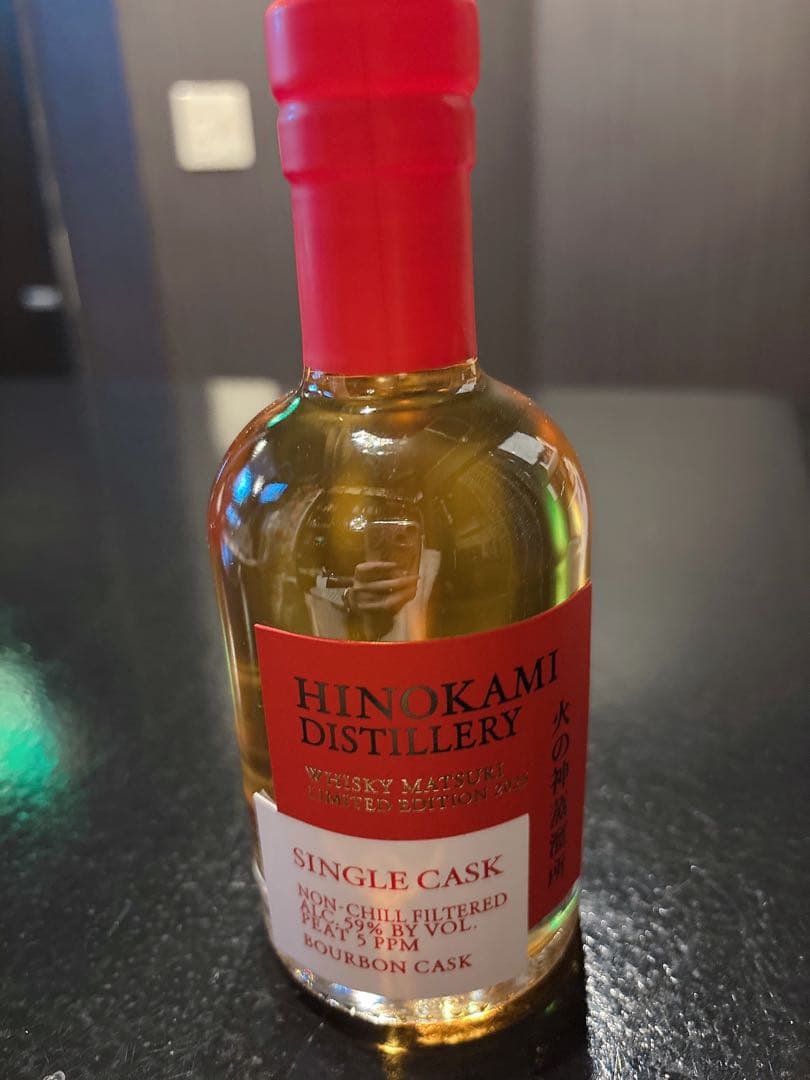 HINOKAMI
DISTILLERY
WHISKY MATSURI
LIMITED EDITION
火の神蒸溜所
SINGLE CASK
NON-CHILL FILTERED
ALC. 59% BY VOL.
PEAT 5 PPM
BOURBON CASK